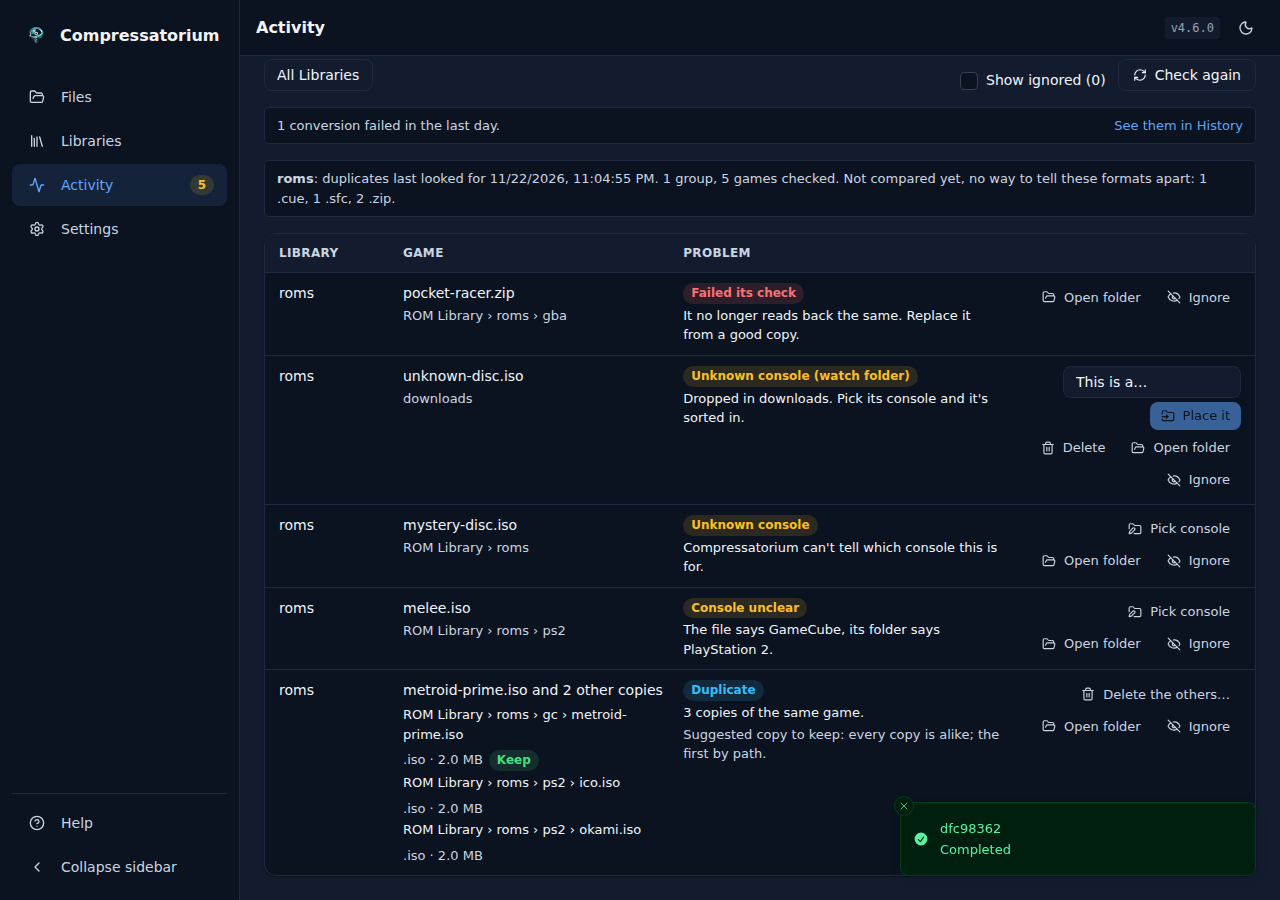 Compressatorium
Activity
v4.6.0
Files
Libraries
Activity
5
Settings
Help
Collapse sidebar
All Libraries
Show ignored (0)
Check again
1 conversion failed in the last day.
See them in History
roms: duplicates last looked for 11/22/2026, 11:04:55 PM. 1 group, 5 games checked. Not compared yet, no way to tell these formats apart: 1
.cue, 1 .sfc, 2 .zip.
LIBRARY
GAME
PROBLEM
roms
pocket-racer.zip
ROM Library › roms › gba
Failed its check
It no longer reads back the same. Replace it
from a good copy.
Open folder
Ignore
roms
unknown-disc.iso
downloads
Unknown console (watch folder)
Dropped in downloads. Pick its console and it's
sorted in.
This is a...
Place it
Delete
Open folder
Ignore
roms
mystery-disc.iso
ROM Library › roms
Unknown console
Compressatorium can't tell which console this is
for.
Pick console
Open folder
Ignore
roms
melee.iso
ROM Library › roms › ps2
Console unclear
The file says GameCube, its folder says
PlayStation 2.
Pick console
Open folder
Ignore
roms
metroid-prime.iso and 2 other copies
ROM Library › roms › gc › metroid-
prime.iso
.iso · 2.0 MB Keep
ROM Library › roms › ps2 › ico.iso
.iso · 2.0 MB
ROM Library › roms › ps2 › okami.iso
.iso · 2.0 MB
Duplicate
3 copies of the same game.
Suggested copy to keep: every copy is alike; the
first by path.
Delete the others...
Open folder
Ignore
dfc98362
Completed